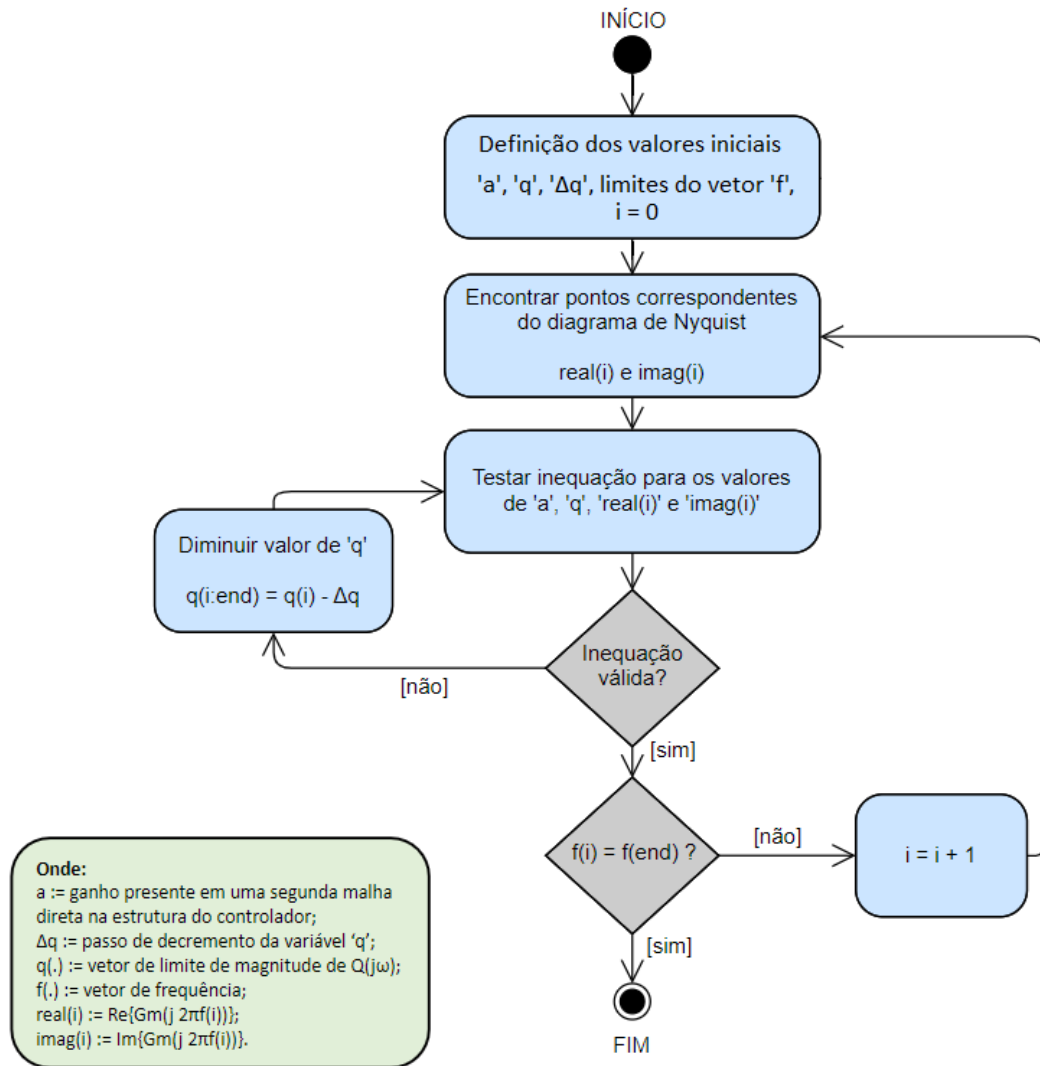 INÍCIO
Definição dos valores iniciais
'a', 'q', 'Δq', limites do vetor 'f',
i = 0
Encontrar pontos correspondentes
do diagrama de Nyquist
real(i) e imag(i)
Testar inequação para os valores
de 'a', 'q', 'real(i)' e 'imag(i)'
Diminuir valor de 'q'
q(i:end) = q(i) - Δq
Inequação
válida?
[não]
[sim]
f(i) = f(end) ?
[não]
i = i + 1
[sim]
FIM
Onde:
a := ganho presente em uma segunda malha
direta na estrutura do controlador;
Δq := passo de decremento da variável ‘q’;
q(.) := vetor de limite de magnitude de Q(jω);
f(.) := vetor de frequência;
real(i) := Re{Gm(j 2πf(i))};
imag(i) := Im{Gm(j 2πf(i))}.